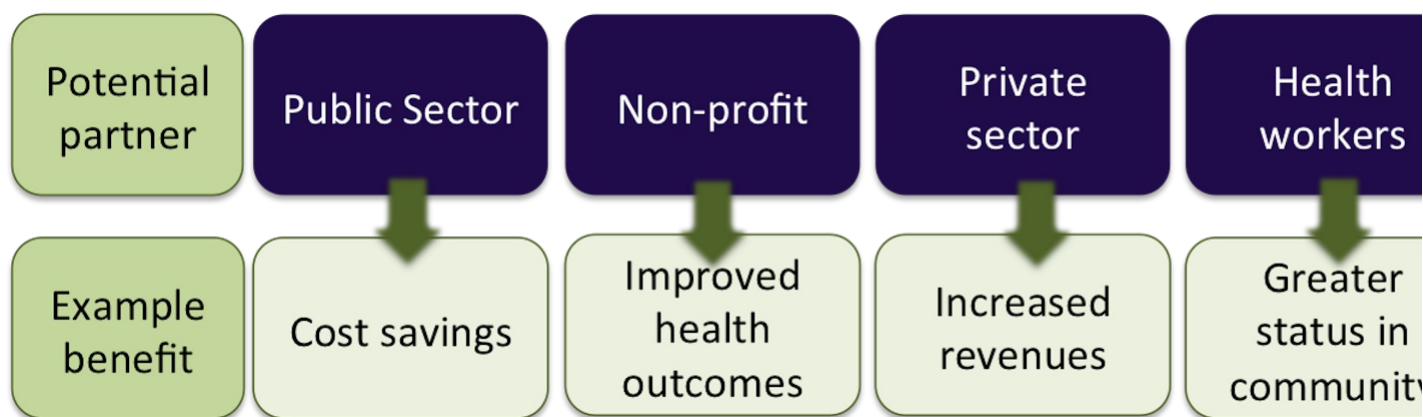 Potential
partner
Public Sector
Non-profit
Private
sector
Health
workers
Example
benefit
Cost savings
Improved
health
outcomes
Increased
revenues
Greater
status in
community